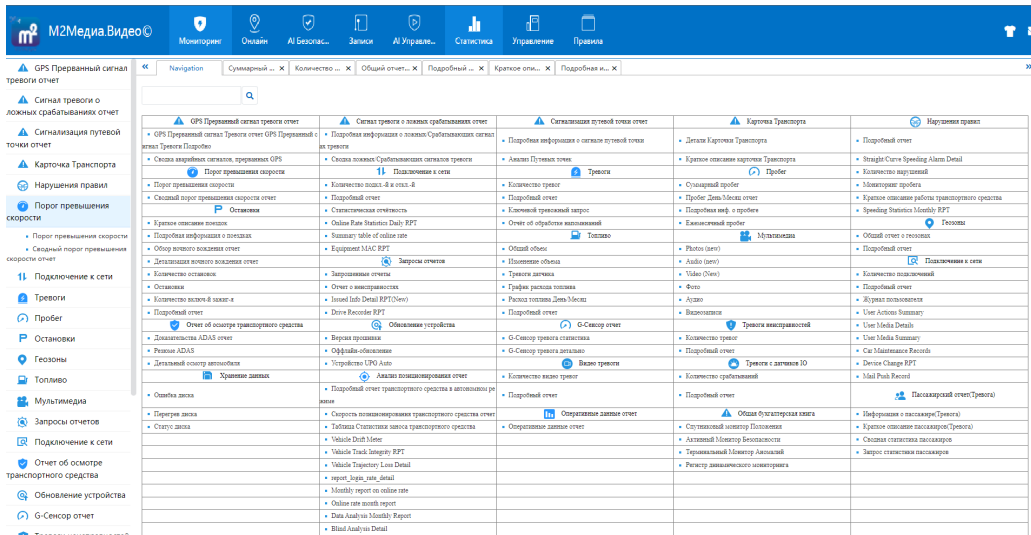 М2Медиа.Видео©
Мониторинг Онлайн AI Безопас... Записи AI Управле... Статистика Управление Правила
Navigation Суммарный ... Количество ... Общий отчет... Подробный ... Краткое опи... Подробная и...
GPS Прерванный сигнал
тревоги отчет
Сигнал тревоги о
ложных срабатываниях отчет
Сигнализация путевой
точки отчет
Карточка Транспорта
Нарушения правил
Порог превышения
скорости
Порог превышения скорости
Сводный порог превышения
скорости отчет
Подключение к сети
Тревоги
Пробег
Остановки
Геозоны
Топливо
Мультимедиа
Запросы отчетов
Подключение к сети
Отчет об осмотре
транспортного средства
Обновление устройства
G-Сенсор отчет
GPS Прерванный сигнал тревоги отчет
GPS Прерванный сигнал Тревоги отчет GPS Прерванный с
игнал Тревоги Подробно
Сводка аварийных сигналов, прерванных GPS
Порог превышения скорости
Порог превышения скорости
Сводный порог превышения скорости отчет
Остановки
Краткое описание поездок
Подробная информация о поездках
Обзор ночного вождения отчет
Детализация ночного вождения отчет
Количество остановок
Остановки
Количество включ-й зажиг-я
Подробный отчет
Отчет об осмотре транспортного средства
Доказательства ADAS отчет
Резюме ADAS
Детальный осмотр автомобиля
Хранение данных
Ошибка диска
Перегрев диска
Статус диска
Сигнал тревоги о ложных срабатываниях отчет
Подробная информация о ложных/Срабатывающих сигнал
ах тревоги
Сводка ложных/Срабатывающих сигналов тревоги
Подключение к сети
Количество подкл.-й и откл.-й
Подробный отчет
Статистическая отчётность
Online Rate Statistics Daily RPT
Summary table of online rate
Equipment MAC RPT
Запросы отчетов
Запрошенные отчеты
Отчет о неисправностях
Issued Info Detail RPT(New)
Drive Recorder RPT
Обновление устройства
Версия прошивки
Оффлайн-обновление
Устройство UPO Auto
Анализ позиционирования отчет
Подробный отчет транспортного средства в автономном ре
жиме
Скорость позиционирования транспортного средства отчет
Таблица Статистики заноса транспортного средства
Vehicle Drift Meter
Vehicle Track Integrity RPT
Vehicle Trajectory Loss Detail
report_login_rate_detail
Monthly report on online rate
Online rate month report
Data Analysis Monthly Report
Blind Analysis Detail
Сигнализация путевой точки отчет
Подробная информация о сигнале путевой точки
Анализ Путевых точек
Тревоги
Количество тревог
Подробный отчет
Ключевой тревожный запрос
Отчёт об обработке напоминаний
Топливо
Общий объем
Изменение объема
Тревоги датчика
График расхода топлива
Расход топлива День/Месяц
Подробный отчет
G-Сенсор отчет
G-Сенсор тревога статистика
G-Сенсор тревога детально
Видео тревоги
Количество видео тревог
Подробный отчет
Оперативные данные отчет
Оперативные данные отчет
Карточка Транспорта
Детали Карточки Транспорта
Краткое описание карточки Транспорта
Пробег
Суммарный пробег
Пробег День/Месяц отчет
Подробная инф. о пробеге
Ежемесячный пробег
Мультимедиа
Photos (new)
Audio (new)
Video (New)
Фото
Аудио
Видеозаписи
Тревоги неисправностей
Количество тревог
Подробный отчет
Тревоги с датчиков IO
Количество срабатываний
Подробный отчет
Общая бухгалтерская книга
Спутниковый монитор Положения
Активный Монитор Безопасности
Терминальный Монитор Аномалий
Регистр динамического мониторинга
Нарушения правил
Подробный отчет
Straight/Curve Speeding Alarm Detail
Количество нарушений
Мониторинг пробега
Краткое описание работы транспортного средства
Speeding Statistics Monthly RPT
Геозоны
Общий отчет о геозонах
Подробный отчет
Подключение к сети
Количество подключений
Подробный отчет
Журнал пользователя
User Actions Summary
User Media Details
User Media Summary
Car Maintenance Records
Device Change RPT
Mail Push Record
Пассажирский отчет(Тревога)
Информация о пассажире(Тревога)
Краткое описание пассажиров(Тревога)
Сводная статистика пассажиров
Запрос статистики пассажиров